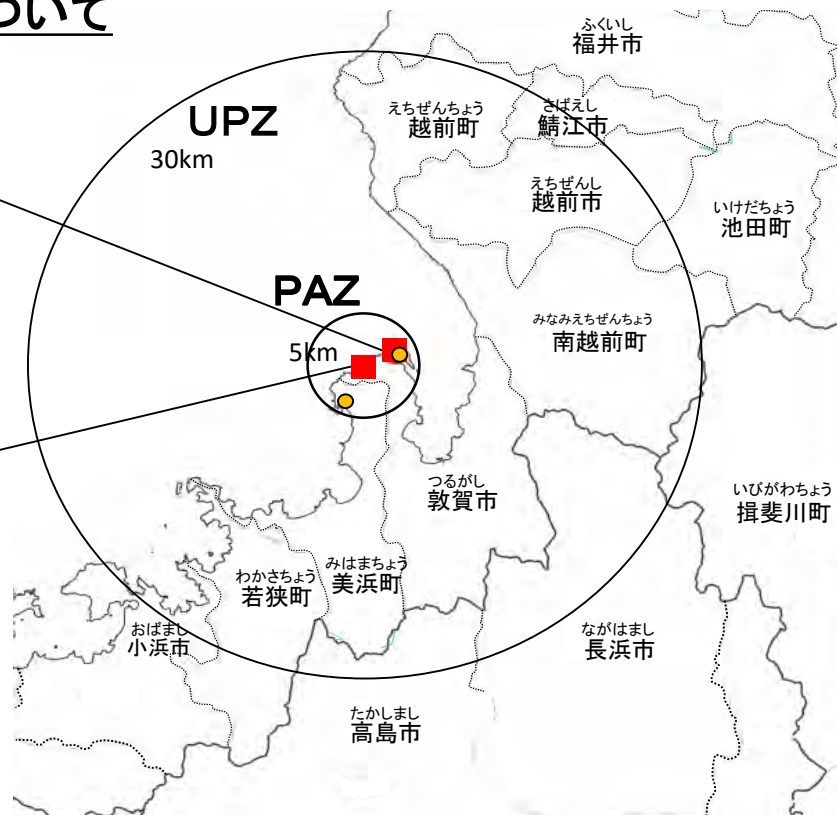 ついて
ふくいし
福井市
UPZ
30km
えちぜんちょう
越前町
さばえし
鯖江市
えちぜんし
越前市
いけだちょう
池田町
PAZ
5km
みなみえちぜんちょう
南越前町
つるがし
敦賀市
いびがわちょう
揖斐川町
みはまちょう
美浜町
わかさちょう
若狭町
おばまし
小浜市
ながはまし
長浜市
たかしまし
高島市